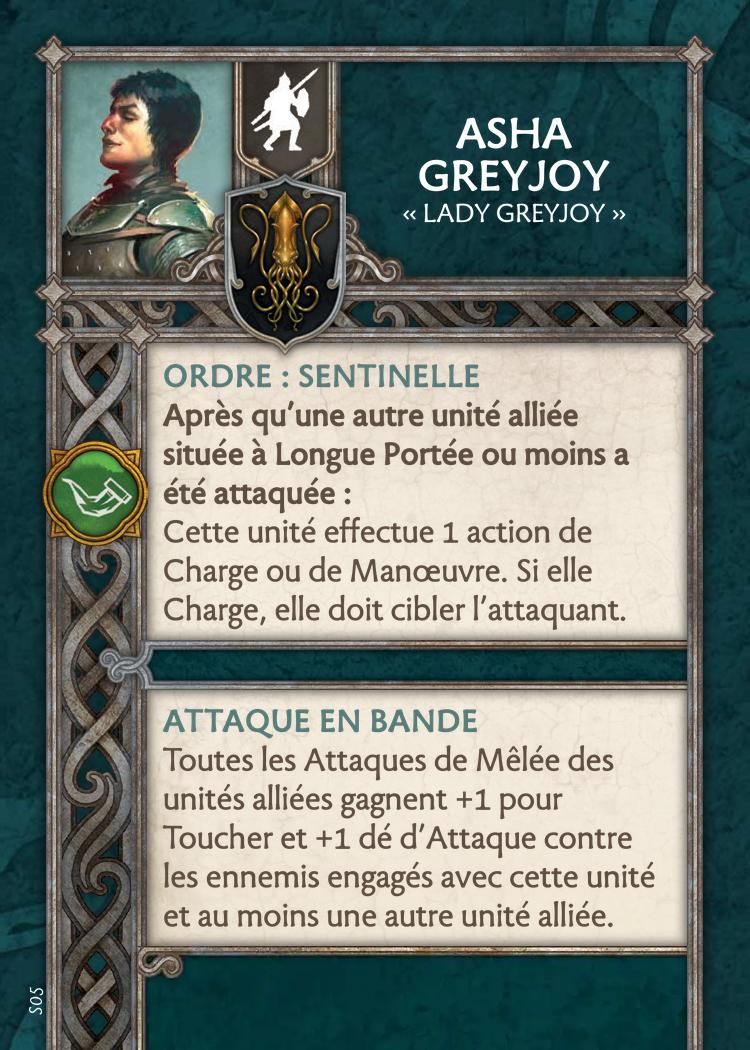 ASHA
GREYJOY
« LADY GREYJOY »
ORDRE : SENTINELLE
Après qu’une autre unité alliée
située à Longue Portée ou moins a
été attaquée :
Cette unité effectue 1 action de
Charge ou de Manœuvre. Si elle
Charge, elle doit cibler l’attaquant.
ATTAQUE EN BANDE
Toutes les Attaques de Mêlée des
unités alliées gagnent +1 pour
Toucher et +1 dé d’Attaque contre
les ennemis engagés avec cette unité
et au moins une autre unité alliée.
S05